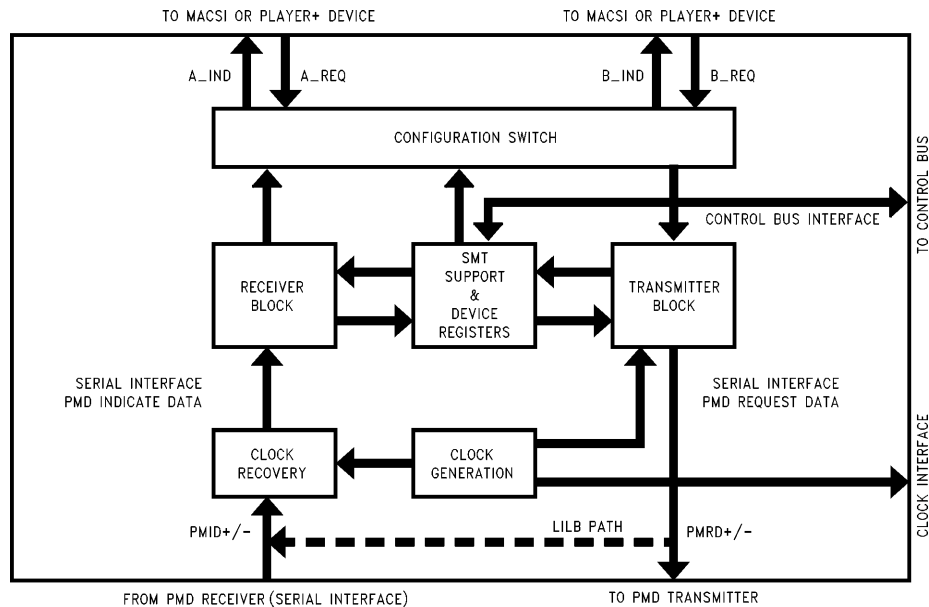 TO MACSI OR PLAYER+ DEVICE
TO MACSI OR PLAYER+ DEVICE
A_IND
A_REQ
B_IND
B_REQ
CONFIGURATION SWITCH
TO CONTROL BUS
CONTROL BUS INTERFACE
RECEIVER
BLOCK
SMT
SUPPORT
&
DEVICE
REGISTERS
TRANSMITTER
BLOCK
SERIAL INTERFACE
PMD INDICATE DATA
SERIAL INTERFACE
PMD REQUEST DATA
CLOCK
RECOVERY
CLOCK
GENERATION
CLOCK INTERFACE
PMID+/-
LILB PATH
PMRD+/-
FROM PMD RECEIVER (SERIAL INTERFACE)
TO PMD TRANSMITTER